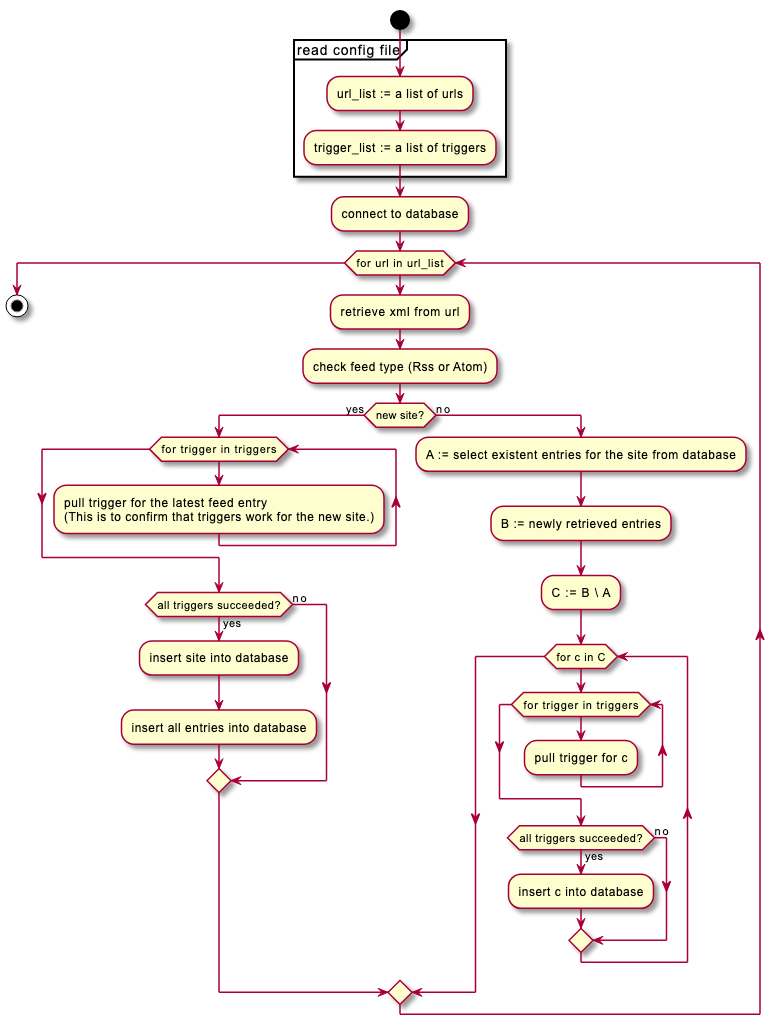 read config file
url_list := a list of urls
trigger_list := a list of triggers
connect to database
for url in url_list
retrieve xml from url
check feed type (Rss or Atom)
yes
new site?
no
for trigger in triggers
pull trigger for the latest feed entry
(This is to confirm that triggers work for the new site.)
all triggers succeeded?
no
yes
insert site into database
insert all entries into database
A := select existent entries for the site from database
B := newly retrieved entries
C := B \ A
for c in C
for trigger in triggers
pull trigger for c
all triggers succeeded?
no
yes
insert c into database